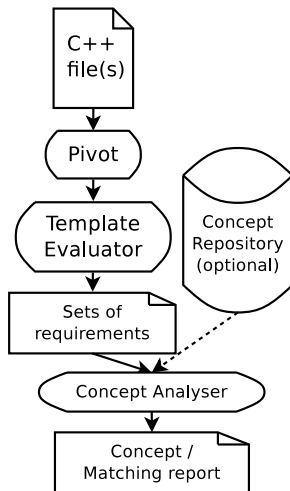 C++
file(s)
Pivot
Template
Evaluator
Concept
Repository
(optional)
Sets of
requirements
Concept Analyser
Concept /
Matching report